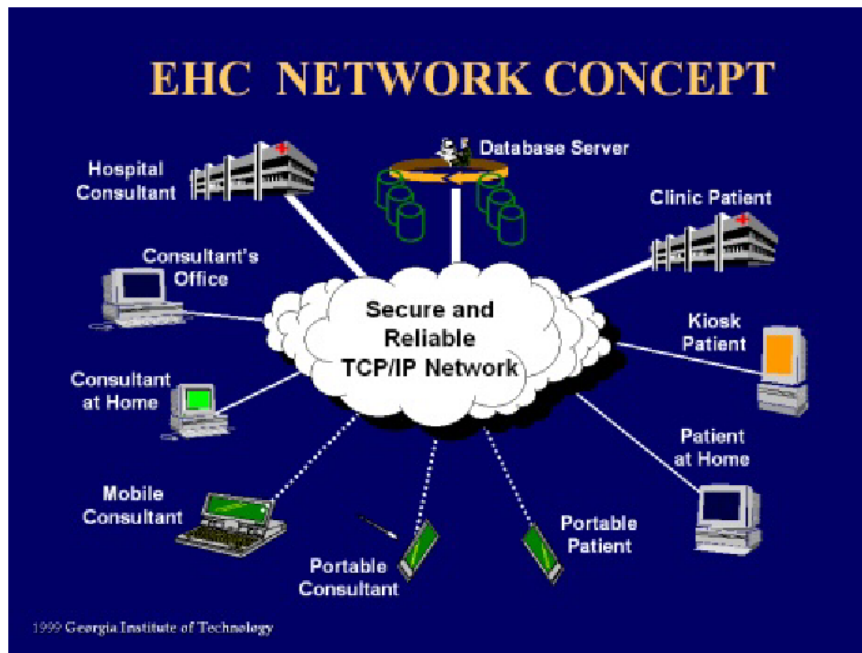 EHC NETWORK CONCEPT
Hospital
Consultant
Database Server
Clinic Patient
Consultant's
Office
Secure and
Reliable
TCP/IP Network
Kiosk
Patient
Consultant
at Home
Patient
at Home
Mobile
Consultant
Portable
Consultant
Portable
Patient
1999 Georgia Institute of Technology